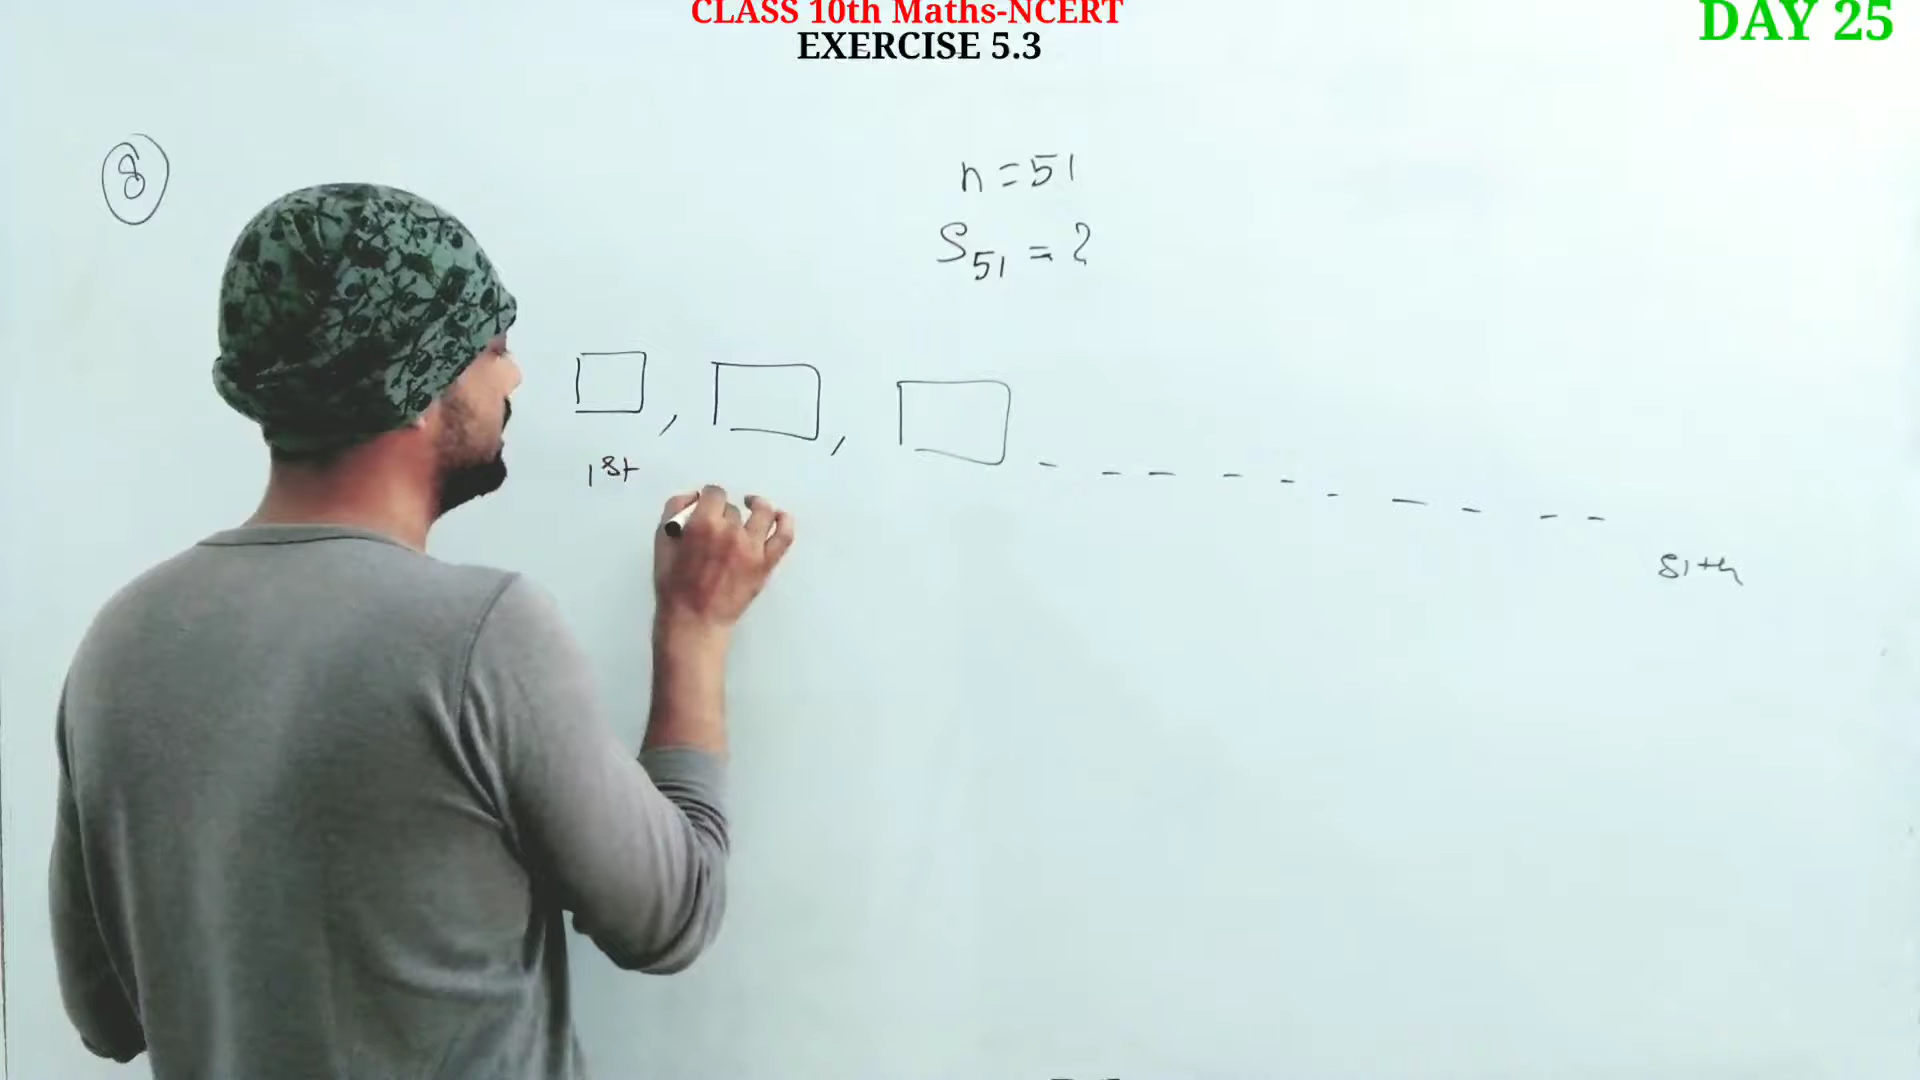 CLASS 10th Maths-NCERT
EXERCISE 5.3
DAY 25
8
n = 51
S51 = ?
, , - - - - - - - - - -
1st
51th